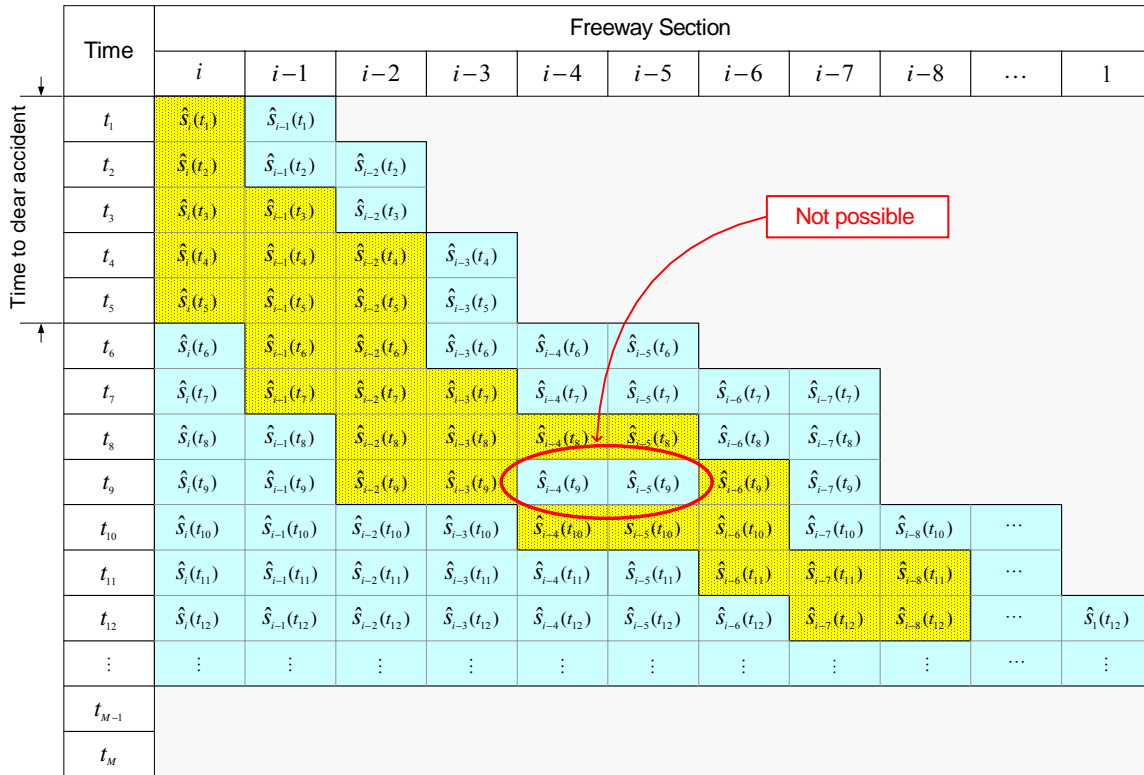 Time Freeway Section
i i−1 i−2 i−3 i−4 i−5 i−6 i−7 i−8 … 1
Time to dear accident
t₁ ŝᵢ(t₁) ŝᵢ₋₁(t₁)
t₂ ŝᵢ(t₂) ŝᵢ₋₁(t₂) ŝᵢ₋₂(t₂)
t₃ ŝᵢ(t₃) ŝᵢ₋₁(t₃) ŝᵢ₋₂(t₃)
Not possible
t₄ ŝᵢ(t₄) ŝᵢ₋₁(t₄) ŝᵢ₋₂(t₄) ŝᵢ₋₃(t₄)
t₅ ŝᵢ(t₅) ŝᵢ₋₁(t₅) ŝᵢ₋₂(t₅) ŝᵢ₋₃(t₅)
t₆ ŝᵢ(t₆) ŝᵢ₋₁(t₆) ŝᵢ₋₂(t₆) ŝᵢ₋₃(t₆) ŝᵢ₋₄(t₆) ŝᵢ₋₅(t₆)
t₇ ŝᵢ(t₇) ŝᵢ₋₁(t₇) ŝᵢ₋₂(t₇) ŝᵢ₋₃(t₇) ŝᵢ₋₄(t₇) ŝᵢ₋₅(t₇) ŝᵢ₋₆(t₇) ŝᵢ₋₇(t₇)
t₈ ŝᵢ(t₈) ŝᵢ₋₁(t₈) ŝᵢ₋₂(t₈) ŝᵢ₋₃(t₈) ŝᵢ₋₄(t₈) ŝᵢ₋₅(t₈) ŝᵢ₋₆(t₈) ŝᵢ₋₇(t₈)
t₉ ŝᵢ(t₉) ŝᵢ₋₁(t₉) ŝᵢ₋₂(t₉) ŝᵢ₋₃(t₉) ŝᵢ₋₄(t₉) ŝᵢ₋₅(t₉) ŝᵢ₋₆(t₉) ŝᵢ₋₇(t₉)
t₁₀ ŝᵢ(t₁₀) ŝᵢ₋₁(t₁₀) ŝᵢ₋₂(t₁₀) ŝᵢ₋₃(t₁₀) ŝᵢ₋₄(t₁₀) ŝᵢ₋₅(t₁₀) ŝᵢ₋₆(t₁₀) ŝᵢ₋₇(t₁₀) ŝᵢ₋₈(t₁₀) …
t₁₁ ŝᵢ(t₁₁) ŝᵢ₋₁(t₁₁) ŝᵢ₋₂(t₁₁) ŝᵢ₋₃(t₁₁) ŝᵢ₋₄(t₁₁) ŝᵢ₋₅(t₁₁) ŝᵢ₋₆(t₁₁) ŝᵢ₋₇(t₁₁) ŝᵢ₋₈(t₁₁) …
t₁₂ ŝᵢ(t₁₂) ŝᵢ₋₁(t₁₂) ŝᵢ₋₂(t₁₂) ŝᵢ₋₃(t₁₂) ŝᵢ₋₄(t₁₂) ŝᵢ₋₅(t₁₂) ŝᵢ₋₆(t₁₂) ŝᵢ₋₇(t₁₂) ŝᵢ₋₈(t₁₂) … ŝ₁(t₁₂)
⋮ ⋮ ⋮ ⋮ ⋮ ⋮ ⋮ ⋮ ⋮ ⋮ … ⋮
t_{M−1}
t_M